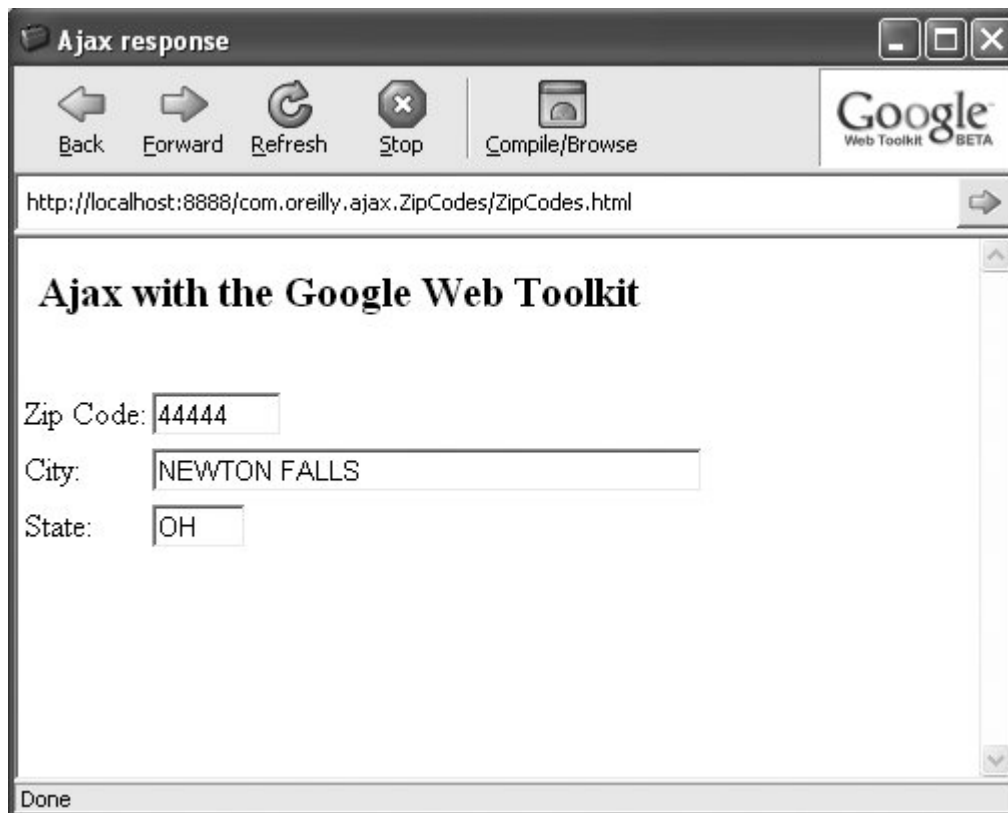 Ajax response
Back Forward Refresh Stop Compile/Browse
Google
Web Toolkit BETA
http://localhost:8888/com.oreilly.ajax.ZipCodes/ZipCodes.html
Ajax with the Google Web Toolkit
Zip Code: 44444
City: NEWTON FALLS
State: OH
Done